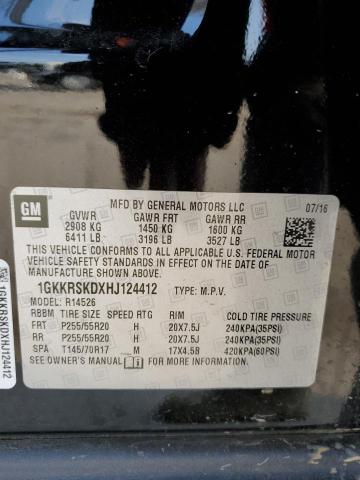 GM
MFD BY GENERAL MOTORS LLC
07/16
GVWR GAWR FRT GAWR RR
2908 KG 1450 KG 1600 KG
6411 LB 3196 LB 3527 LB
THIS VEHICLE CONFORMS TO ALL APPLICABLE U.S. FEDERAL MOTOR
VEHICLE SAFETY AND THEFT PREVENTION STANDARDS IN EFFECT ON
THE DATE OF MANUFACTURE SHOWN ABOVE.
1GKKRSKDXHJ124412 TYPE: M.P.V.
MODEL: R14526
RBBM TIRE SIZE SPEED RTG RIM COLD TIRE PRESSURE
FRT P255/55R20 H 20X7.5J 240KPA(35PSI)
RR P255/55R20 H 20X7.5J 240KPA(35PSI)
SPA T145/70R17 M 17X4.5B 420KPA(60PSI)
SEE OWNER'S MANUAL FOR MORE INFORMATION.
1GKKRSKDXHJ124412